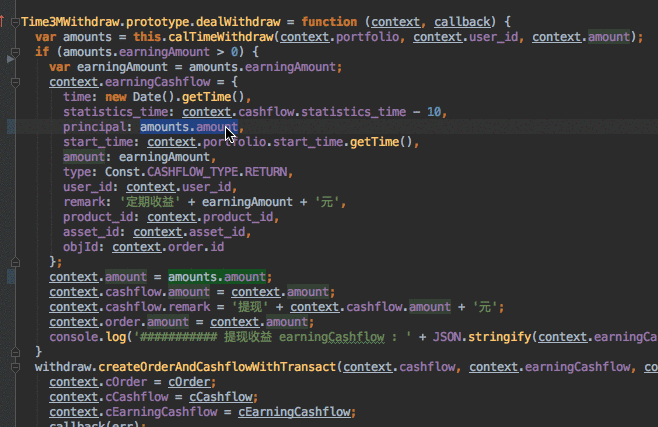 Time3MWithdraw.prototype.dealWithdraw = function (context, callback) {
var amounts = this.calTimeWithdraw(context.portfolio, context.user_id, context.amount);
if (amounts.earningAmount > 0) {
var earningAmount = amounts.earningAmount;
context.earningCashflow = {
time: new Date().getTime(),
statistics_time: context.cashflow.statistics_time - 10,
principal: amounts.amount,
start_time: context.portfolio.start_time.getTime(),
amount: earningAmount,
type: Const.CASHFLOW_TYPE.RETURN,
user_id: context.user_id,
remark: '定期收益' + earningAmount + '元',
product_id: context.product_id,
asset_id: context.asset_id,
objId: context.order.id
};
context.amount = amounts.amount;
context.cashflow.amount = context.amount;
context.cashflow.remark = '提现' + context.cashflow.amount + '元';
context.order.amount = context.amount;
console.log('########### 提现收益 earningCashflow : ' + JSON.stringify(context.earningCa
}
withdraw.createOrderAndCashflowWithTransact(context.cashflow, context.earningCashflow, co
context.cOrder = cOrder;
context.cCashflow = cCashflow;
context.cEarningCashflow = cEarningCashflow;
callback(err);